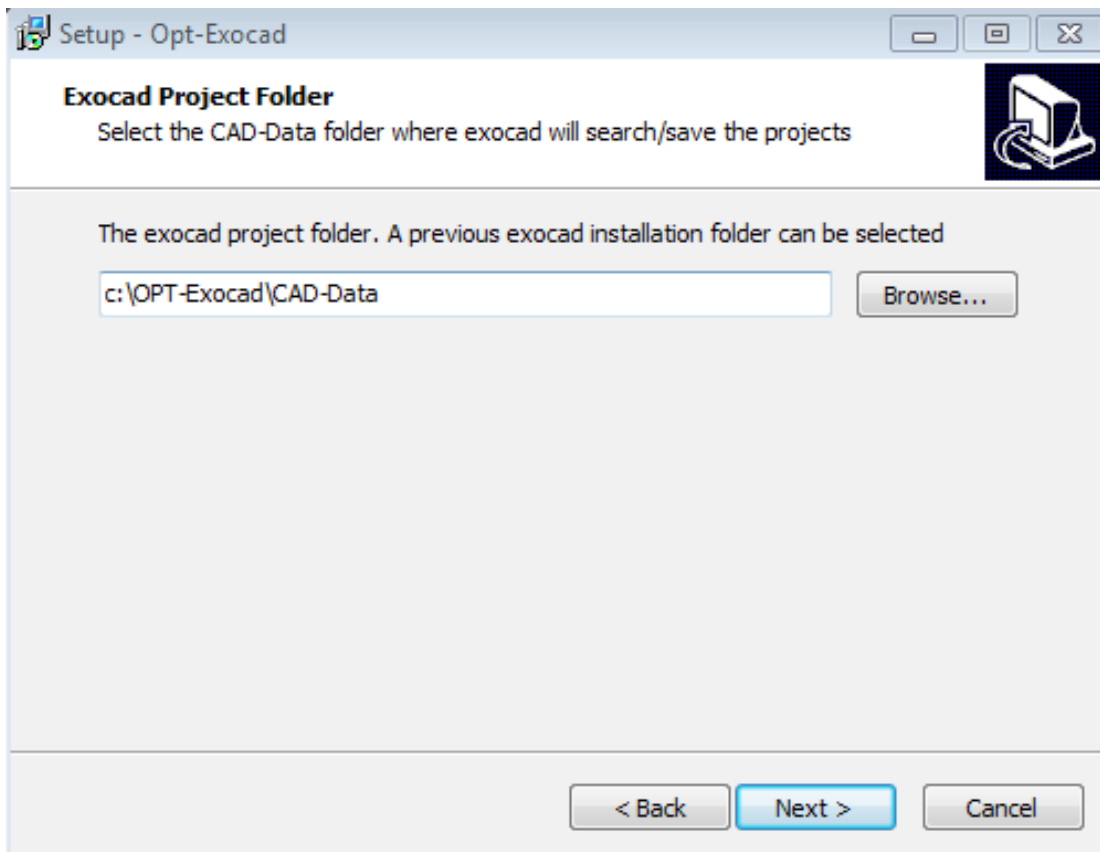 Setup - Opt-Exocad
Exocad Project Folder
Select the CAD-Data folder where exocad will search/save the projects
The exocad project folder. A previous exocad installation folder can be selected
c:\OPT-Exocad\CAD-Data
Browse...
< Back
Next >
Cancel